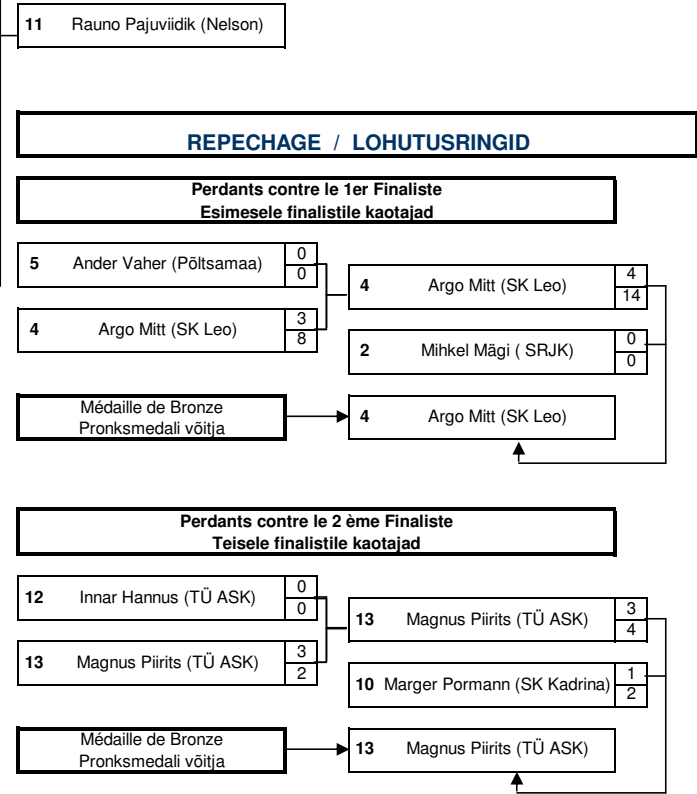 11 Rauno Pajuviidik (Nelson)
REPECHAGE / LOHUTUSRINGID
Perdants contre le 1er Finaliste
Esimesele finalistile kaotajad
5 Ander Vaher (Põltsamaa) 0
0
4 Argo Mitt (SK Leo) 3
8
4 Argo Mitt (SK Leo) 4
14
2 Mihkel Mägi ( SRJK) 0
0
Médaille de Bronze
Pronksmedali võitja
4 Argo Mitt (SK Leo)
Perdants contre le 2 ème Finaliste
Teisele finalistile kaotajad
12 Innar Hannus (TÜ ASK) 0
0
13 Magnus Piirits (TÜ ASK) 3
2
13 Magnus Piirits (TÜ ASK) 3
4
10 Marger Pormann (SK Kadrina) 1
2
Médaille de Bronze
Pronksmedali võitja
13 Magnus Piirits (TÜ ASK)